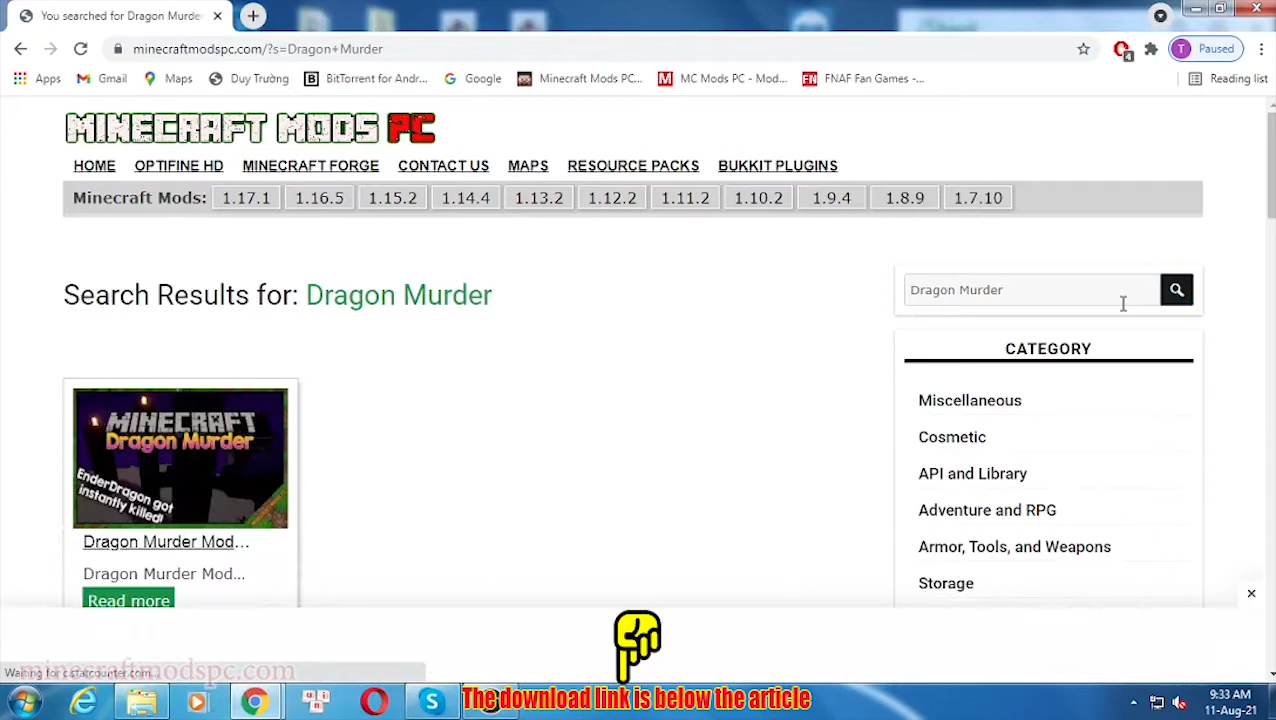 You searched for Dragon Murde
minecraftmodspc.com/?s=Dragon+Murder
4
T Paused
Apps Gmail Maps Duy Trường BitTorrent for Andr... Google Minecraft Mods PC... MC Mods PC - Mod... FNAF Fan Games -... Reading list
MINECRAFT MODS PC
HOME OPTIFINE HD MINECRAFT FORGE CONTACT US MAPS RESOURCE PACKS BUKKIT PLUGINS
Minecraft Mods: 1.17.1 1.16.5 1.15.2 1.14.4 1.13.2 1.12.2 1.11.2 1.10.2 1.9.4 1.8.9 1.7.10
Search Results for: Dragon Murder
Dragon Murder
CATEGORY
Miscellaneous
Cosmetic
API and Library
Adventure and RPG
Armor, Tools, and Weapons
Storage
MINECRAFT
Dragon Murder
EnderDragon got
instantly killed!
Dragon Murder Mod...
Dragon Murder Mod...
Read more
minecraftmodspc.com
Waiting for c.statcounter.com...
The download link is below the article
9:33 AM
11-Aug-21